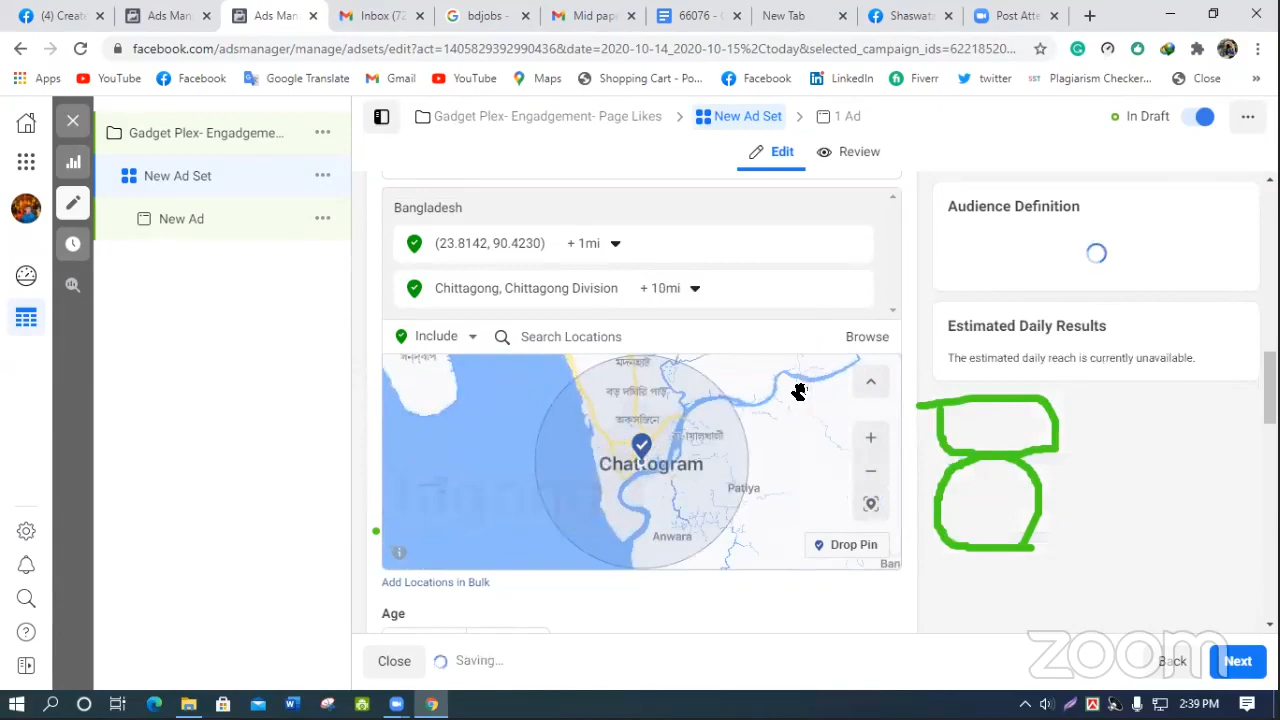 (4) Create
Ads Man
Ads Man
Inbox (72
bdjobs -
Mid pap
66076 -
New Tab
Shaswat
Post Atte
facebook.com/adsmanager/manage/adsets/edit?act=1405829392990436&date=2020-10-14_2020-10-15%2Ctoday&selected_campaign_ids=62218520...
Apps
YouTube
Facebook
Google Translate
Gmail
YouTube
Maps
Shopping Cart - Po...
Facebook
LinkedIn
Fiverr
twitter
Plagiarism Checker...
Close
Gadget Plex- Engadgeme...
New Ad Set
New Ad
Gadget Plex- Engadgement- Page Likes
New Ad Set
1 Ad
In Draft
Edit
Review
Bangladesh
(23.8142, 90.4230) + 1mi
Chittagong, Chittagong Division + 10mi
Include
Search Locations
Browse
Chattogram
Patiya
Anwara
Ban
Drop Pin
Add Locations in Bulk
Age
Audience Definition
Estimated Daily Results
The estimated daily reach is currently unavailable.
Close
Saving...
Back
Next
zoom
2:39 PM